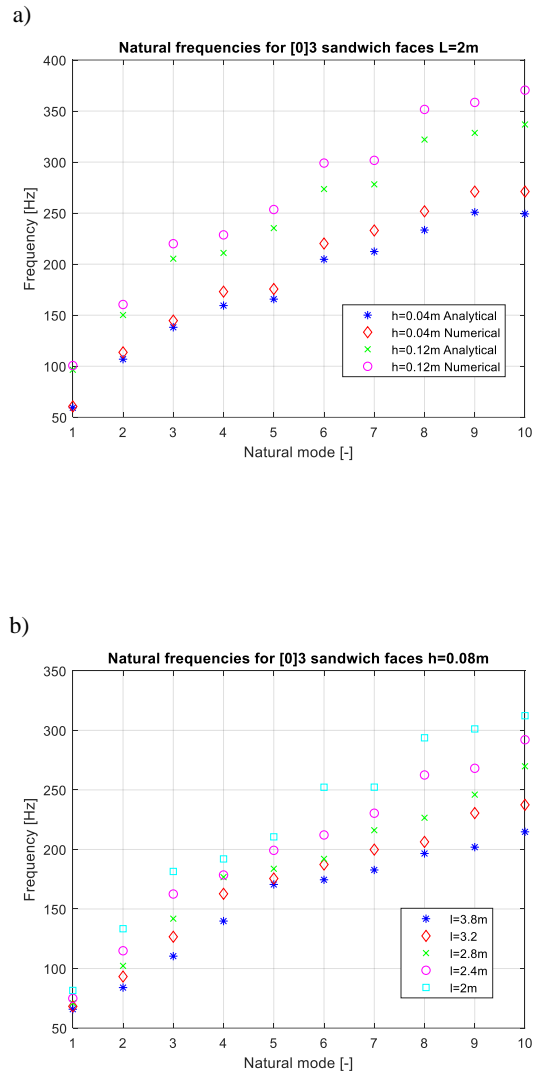 a)
Natural frequencies for [0]3 sandwich faces L=2m
400
350
300
250
200
150
100
50
Frequency [Hz]
h=0.04m Analytical
h=0.04m Numerical
h=0.12m Analytical
h=0.12m Numerical
1 2 3 4 5 6 7 8 9 10
Natural mode [-]
b)
Natural frequencies for [0]3 sandwich faces h=0.08m
350
300
250
200
150
100
50
Frequency [Hz]
l=3.8m
l=3.2
l=2.8m
l=2.4m
l=2m
1 2 3 4 5 6 7 8 9 10
Natural mode [-]